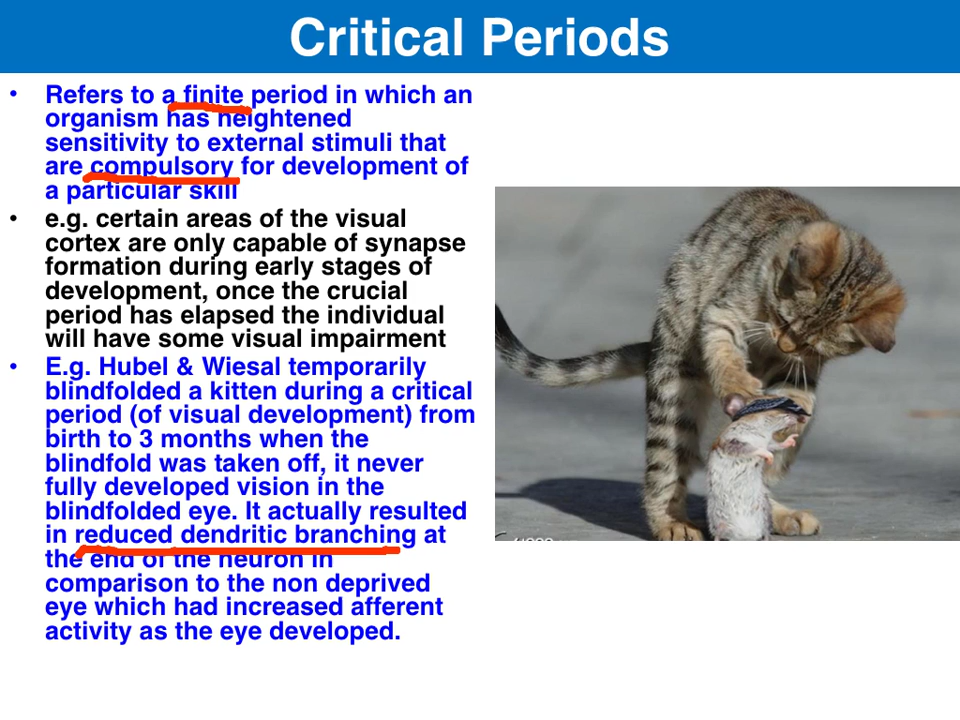 Critical Periods
• Refers to a finite period in which an
organism has heightened
sensitivity to external stimuli that
are compulsory for development of
a particular skill
• e.g. certain areas of the visual
cortex are only capable of synapse
formation during early stages of
development, once the crucial
period has elapsed the individual
will have some visual impairment
• E.g. Hubel & Wiesal temporarily
blindfolded a kitten during a critical
period (of visual development) from
birth to 3 months when the
blindfold was taken off, it never
fully developed vision in the
blindfolded eye. It actually resulted
in reduced dendritic branching at
the end of the neuron in
comparison to the non deprived
eye which had increased afferent
activity as the eye developed.